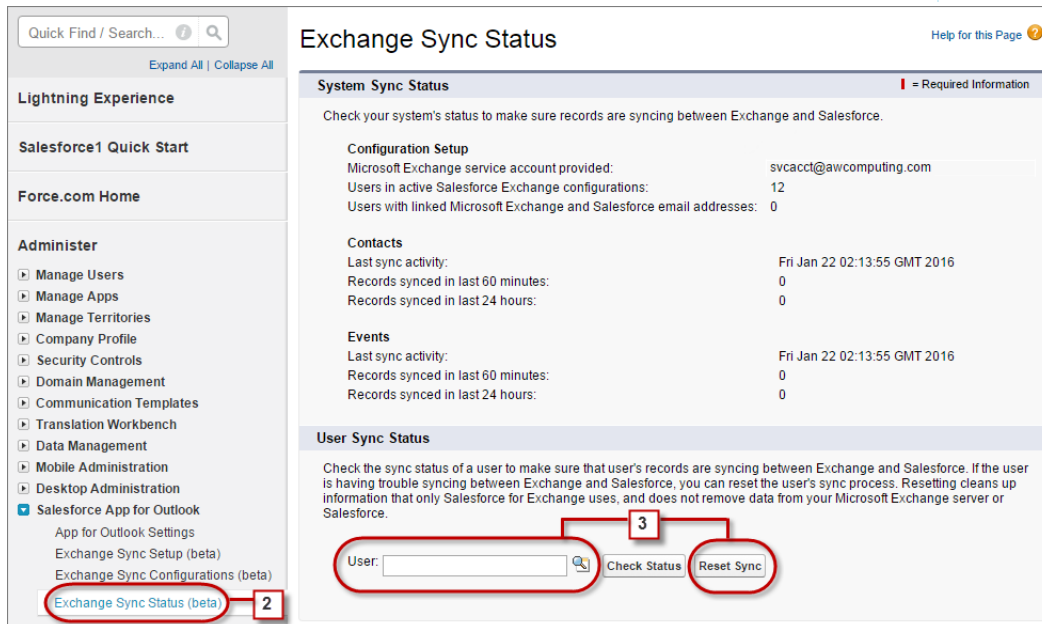 Quick Find / Search...
Expand All | Collapse All
Lightning Experience
Salesforce1 Quick Start
Force.com Home
Administer
Manage Users
Manage Apps
Manage Territories
Company Profile
Security Controls
Domain Management
Communication Templates
Translation Workbench
Data Management
Mobile Administration
Desktop Administration
Salesforce App for Outlook
App for Outlook Settings
Exchange Sync Setup (beta)
Exchange Sync Configurations (beta)
Exchange Sync Status (beta)
2
Exchange Sync Status
Help for this Page ?
System Sync Status
= Required Information
Check your system's status to make sure records are syncing between Exchange and Salesforce.
Configuration Setup
Microsoft Exchange service account provided: svcacct@awcomputing.com
Users in active Salesforce Exchange configurations: 12
Users with linked Microsoft Exchange and Salesforce email addresses: 0
Contacts
Last sync activity: Fri Jan 22 02:13:55 GMT 2016
Records synced in last 60 minutes: 0
Records synced in last 24 hours: 0
Events
Last sync activity: Fri Jan 22 02:13:55 GMT 2016
Records synced in last 60 minutes: 0
Records synced in last 24 hours: 0
User Sync Status
Check the sync status of a user to make sure that user's records are syncing between Exchange and Salesforce. If the user
is having trouble syncing between Exchange and Salesforce, you can reset the user's sync process. Resetting cleans up
information that only Salesforce for Exchange uses, and does not remove data from your Microsoft Exchange server or
Salesforce.
3
User: Check Status Reset Sync